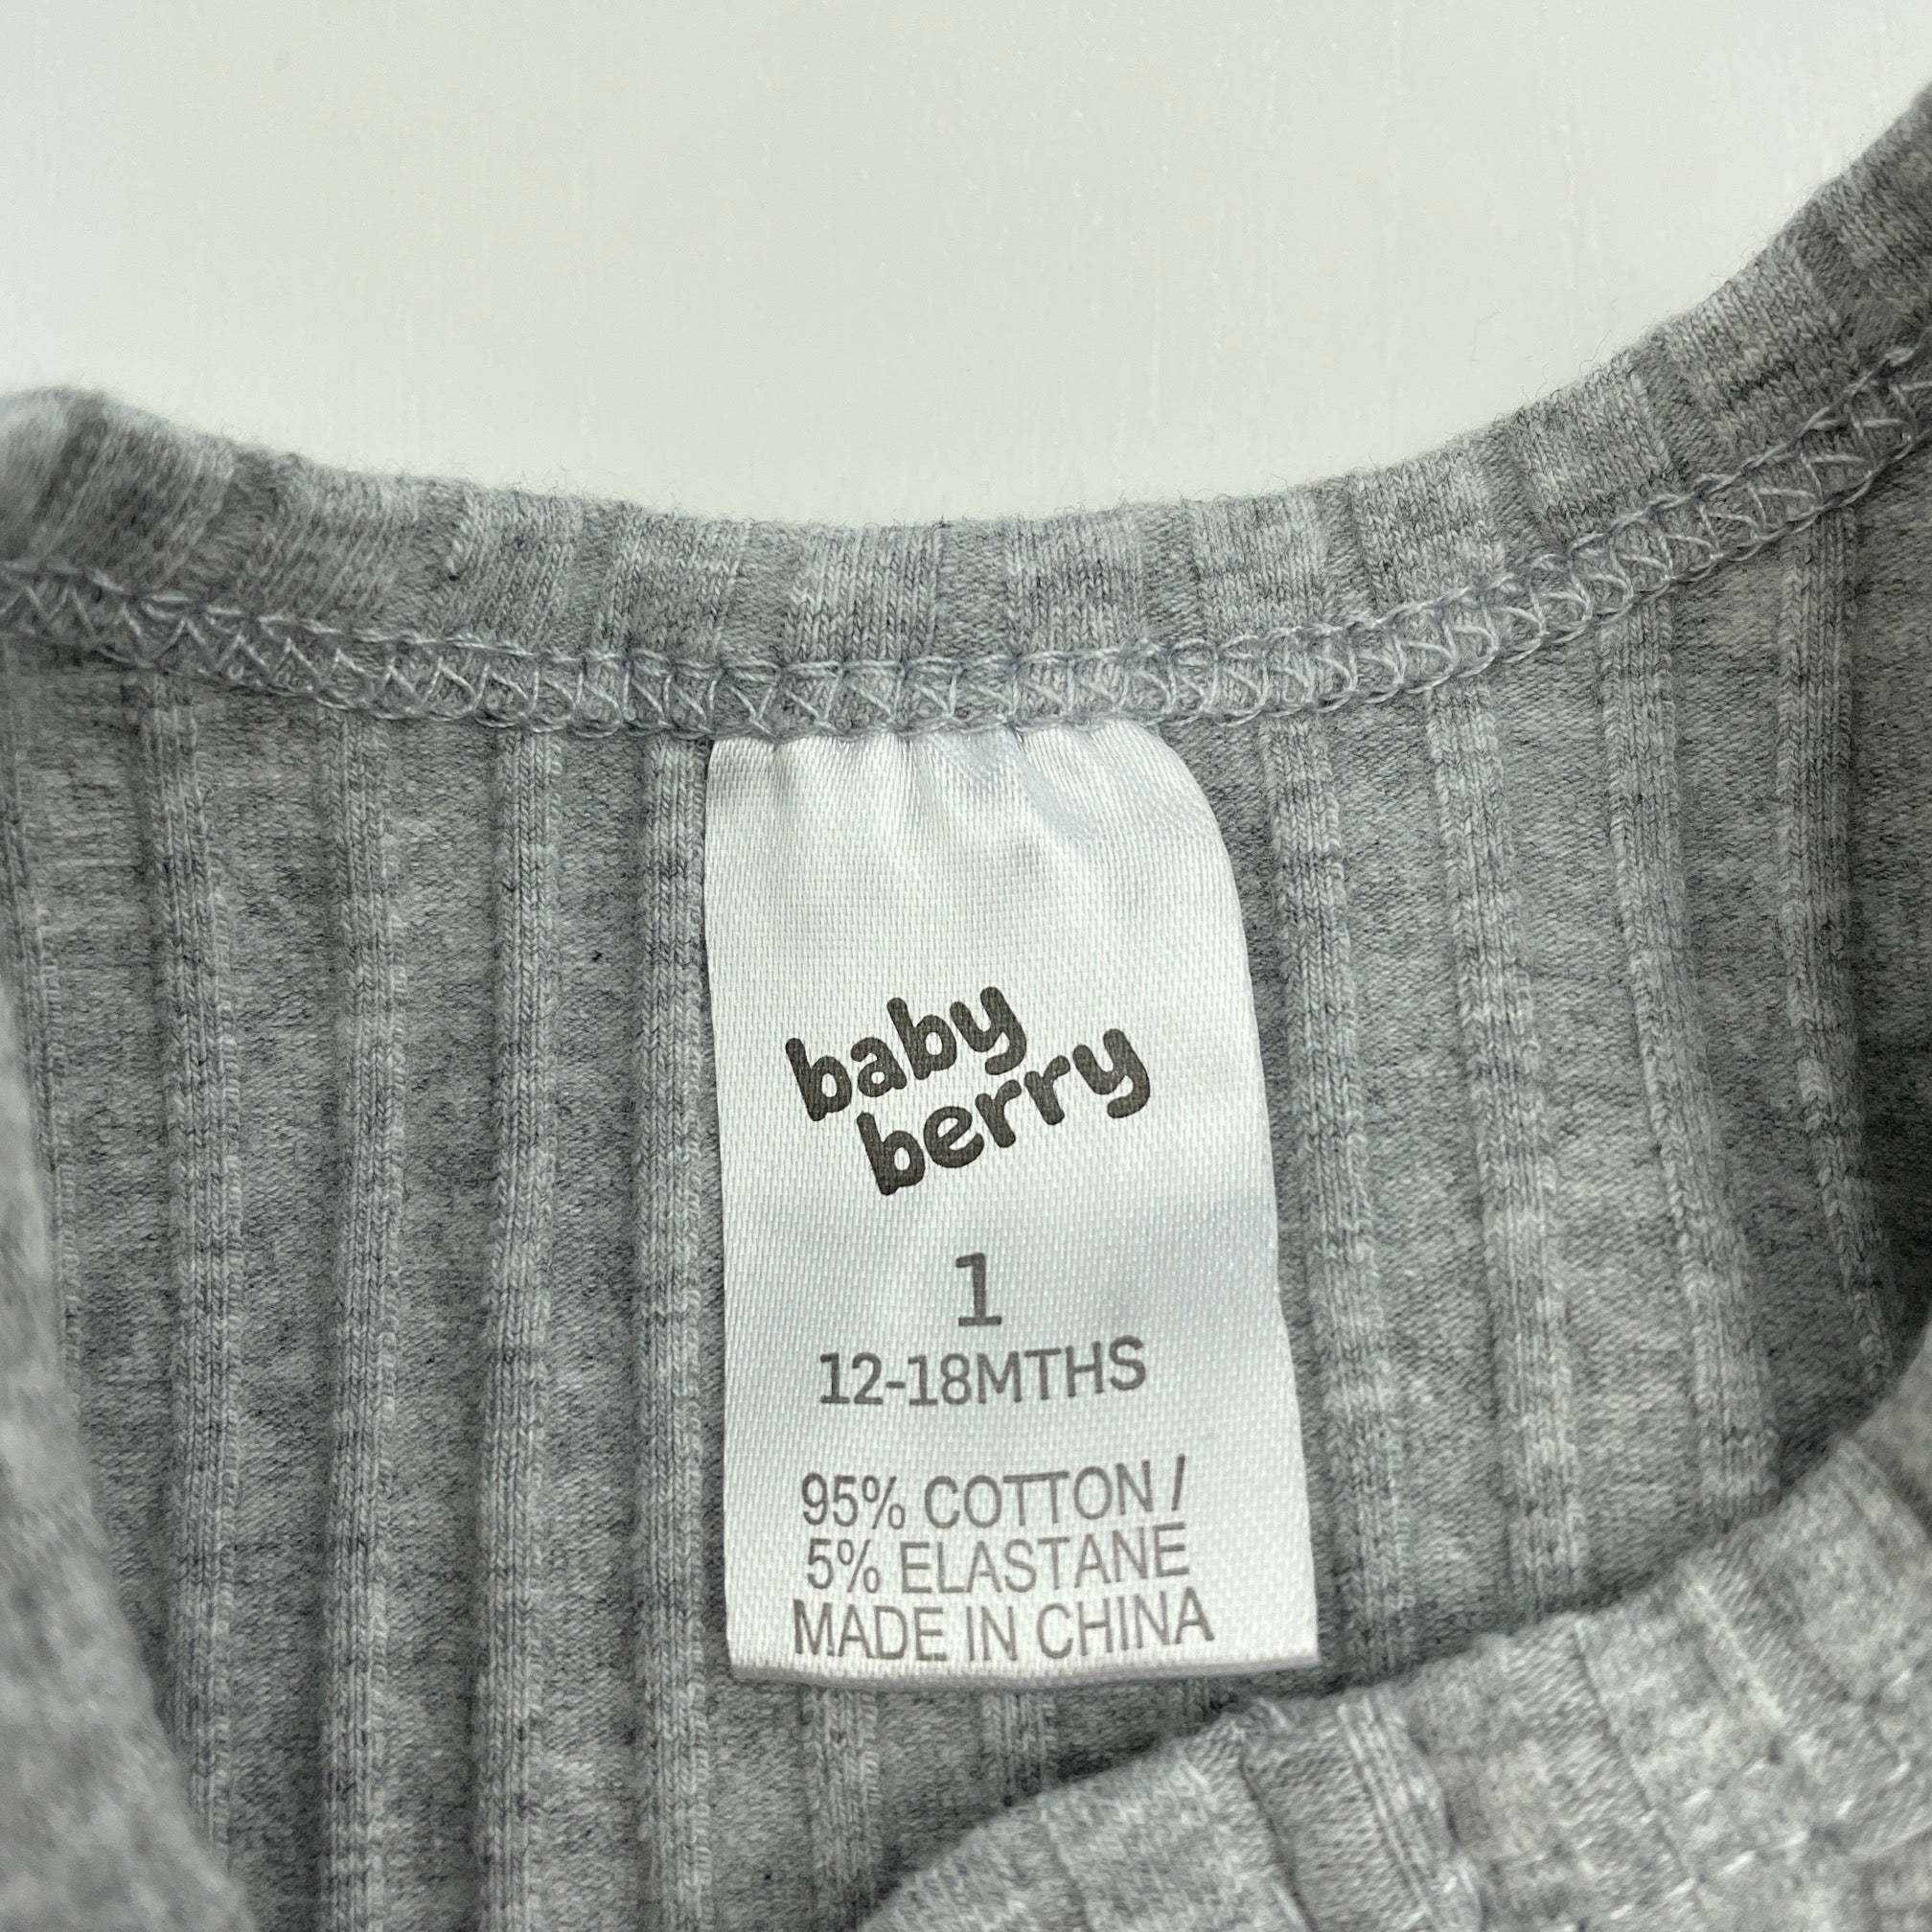 baby
berry
1
12-18MTHS
95% COTTON /
5% ELASTANE
MADE IN CHINA